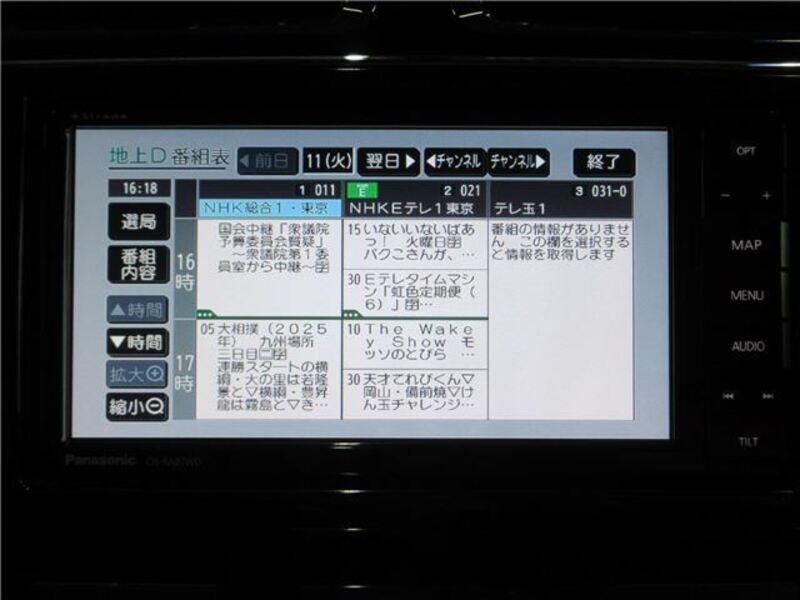 strada
地上D 番組表 ◀前日 11(火) 翌日▶ ◀チャンネル チャンネル▶ 終了
16:18
選局
番組
内容
▲時間
▼時間
拡大
縮小
16
時
17
時
1 011
NHK総合1・東京
国会中継「衆議院
予算委員会質疑」
~衆議院第1委
員室から中継~字
05 大相撲(2025
年) 九州場所
三日目二字
連勝スタートの横
綱・大の里は若隆
景と▽横綱・豊昇
龍は霧島と▽き…
E 2 021
NHKEテレ1東京
15 いないいないばあ
っ! 火曜日字
パクこさんが、…
30 Eテレタイムマシ
ン「虹色定期便(
6)」字…
10 The Wake
y Show モ
ッソのとびら …
30 天才てれびくん▽
岡山・備前焼▽け
ん玉チャレンジ…
3 031-0
テレ玉1
番組の情報がありませ
ん この欄を選択する
と情報を取得します
OPT
- +
MAP
MENU
AUDIO
TILT
Panasonic